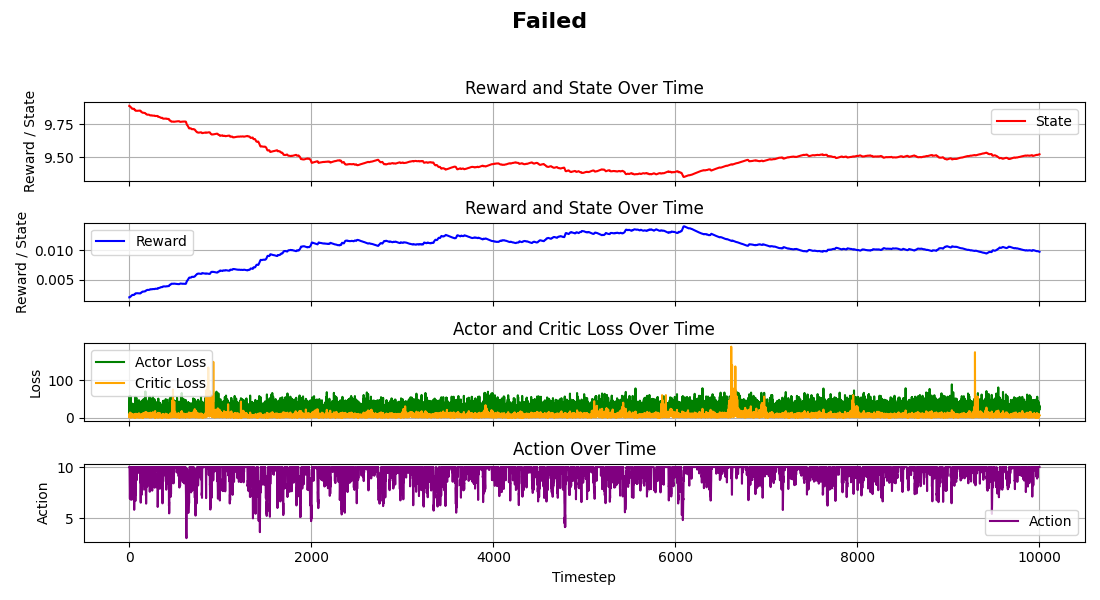 Failed
Reward and State Over Time
Reward / State
9.75
9.50
State
Reward and State Over Time
Reward / State
0.010
0.005
Reward
Actor and Critic Loss Over Time
Loss
100
0
Actor Loss
Critic Loss
Action Over Time
Action
10
5
Action
0 2000 4000 6000 8000 10000
Timestep